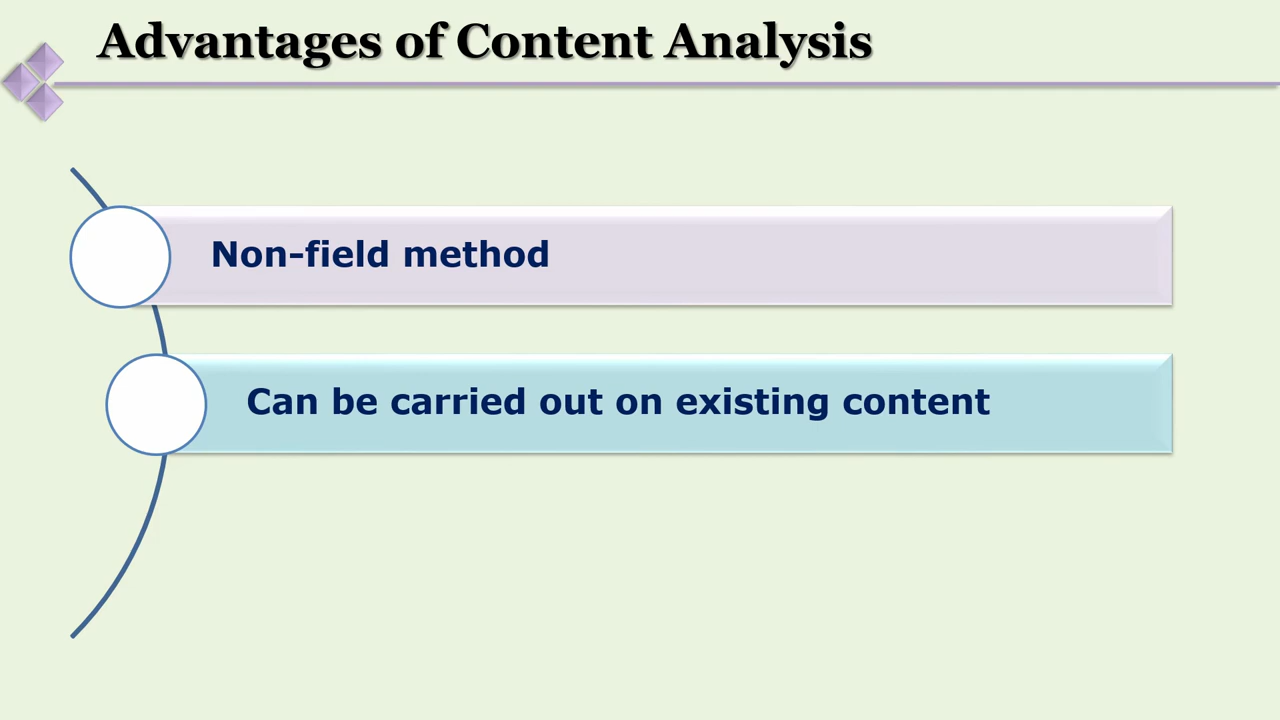 Advantages of Content Analysis
Non-field method
Can be carried out on existing content